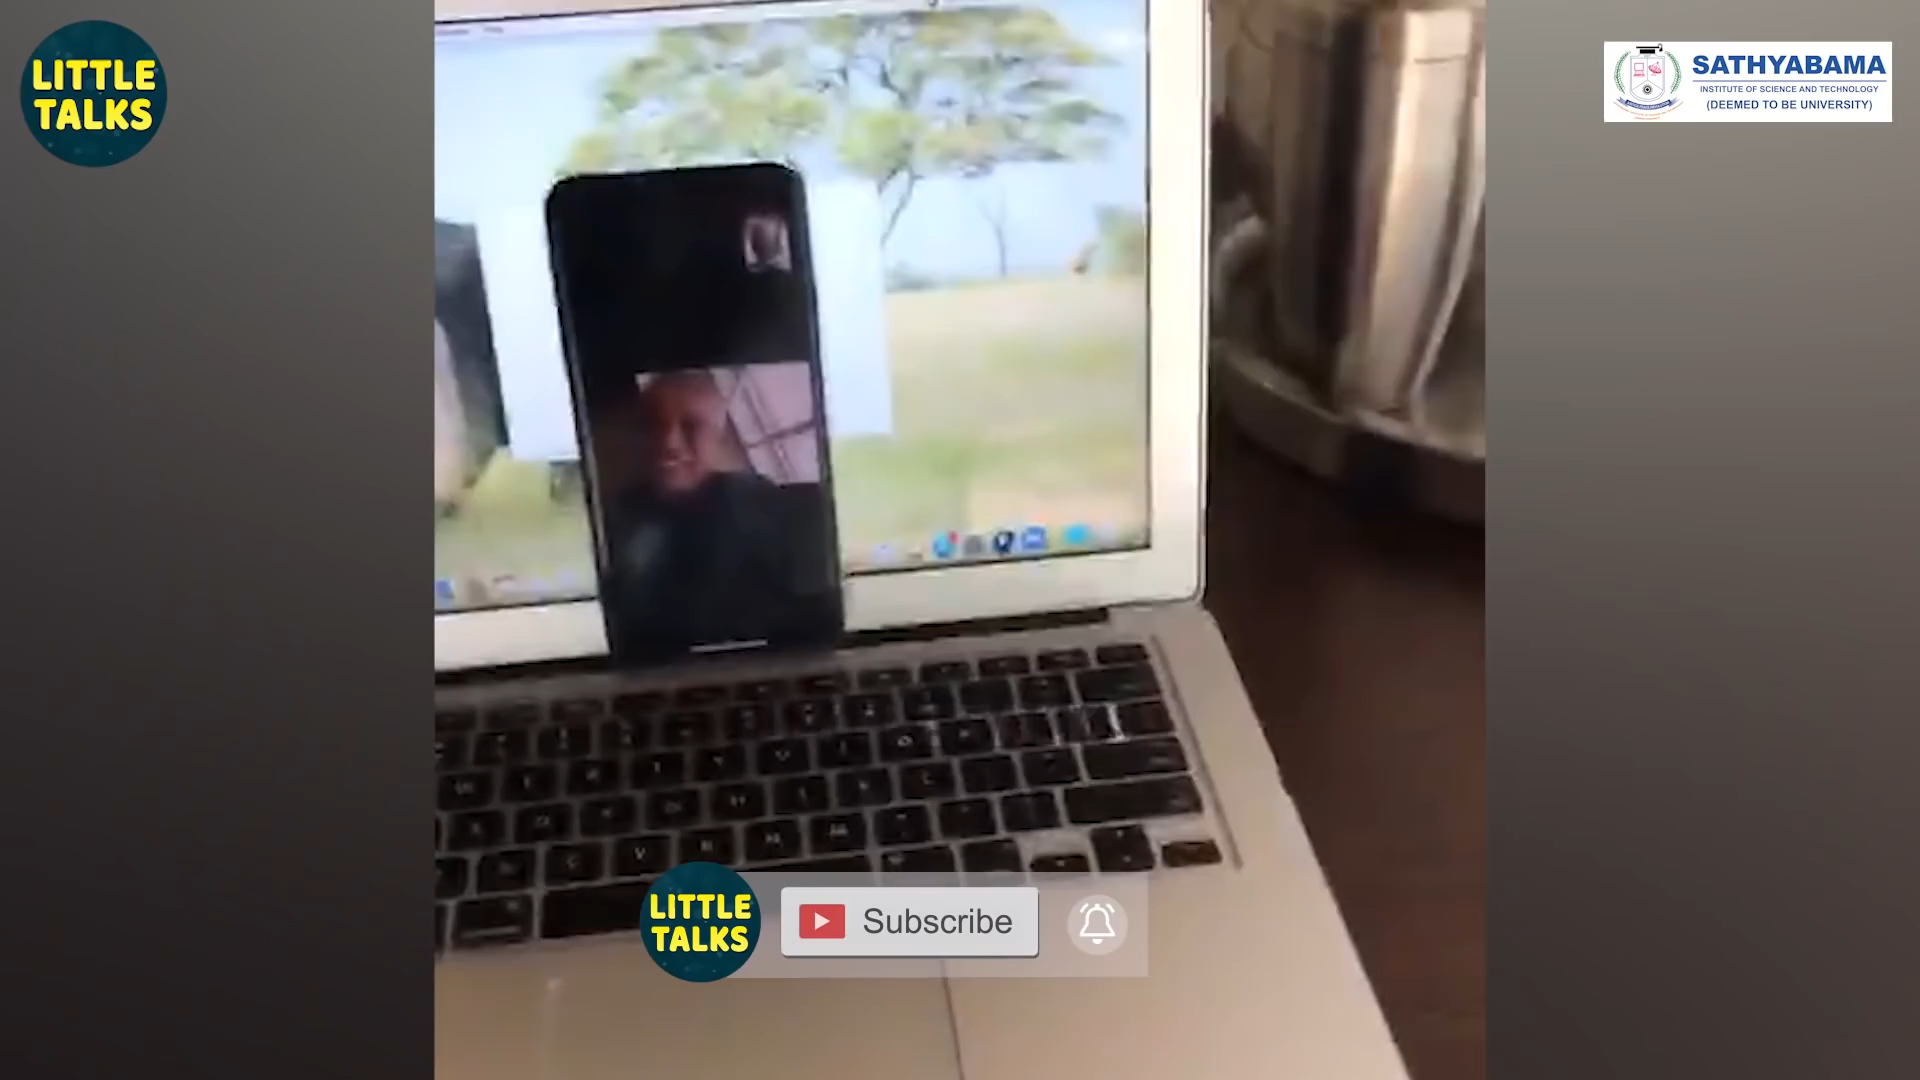 LITTLE
TALKS
SATHYABAMA
INSTITUTE OF SCIENCE AND TECHNOLOGY
(DEEMED TO BE UNIVERSITY)
LITTLE
TALKS
Subscribe